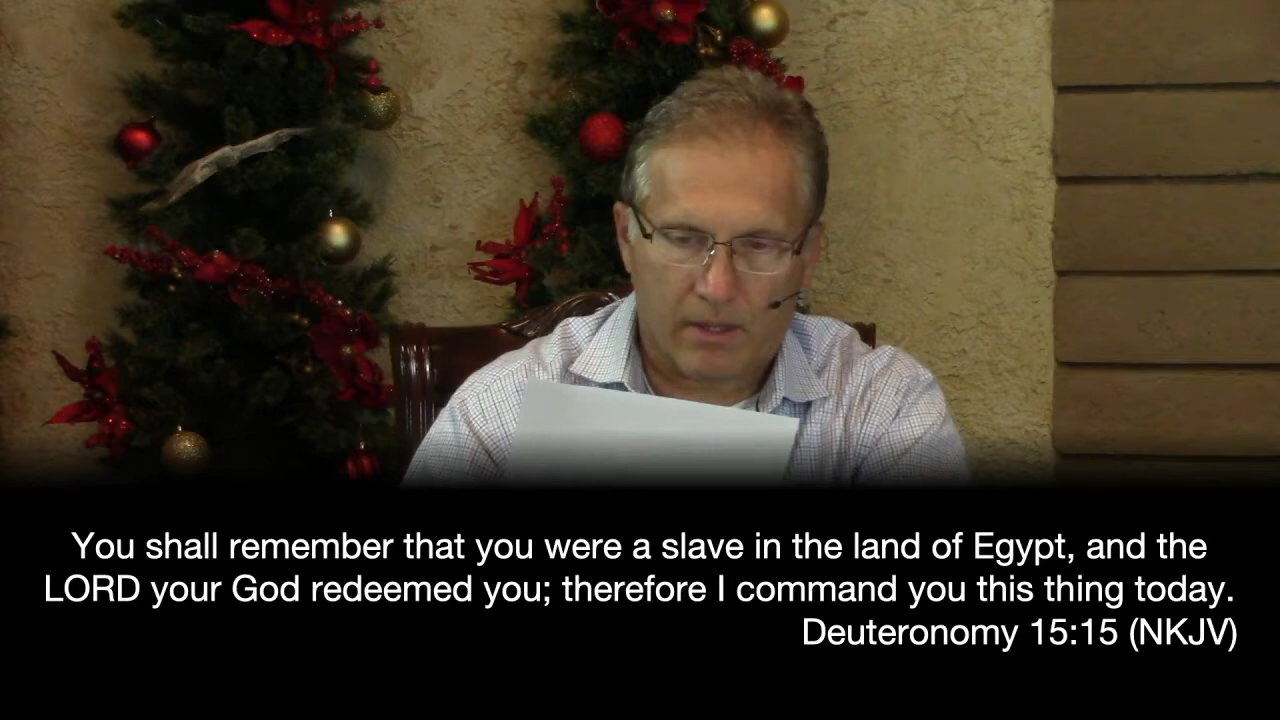 You shall remember that you were a slave in the land of Egypt, and the
LORD your God redeemed you; therefore I command you this thing today.
Deuteronomy 15:15 (NKJV)